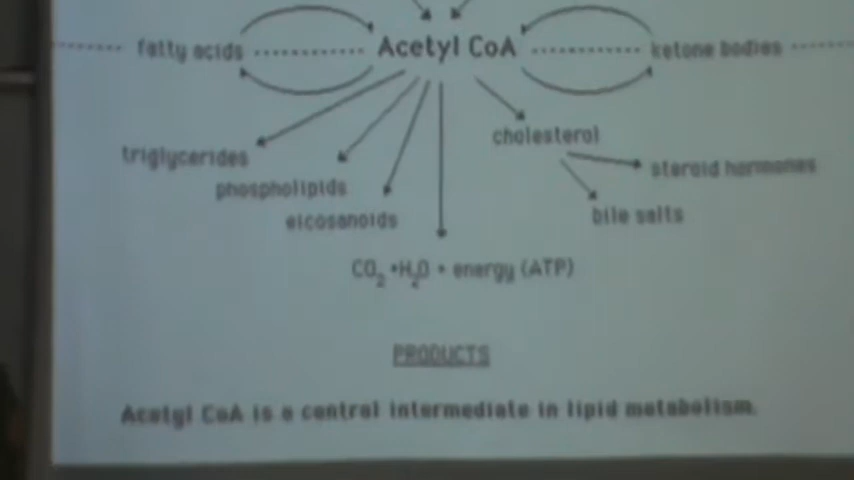 fatty acids Acetyl CoA ketone bodies
cholesterol
triglycerides
steroid hormones
phospholipids
eicosanoids
bile salts
CO2 + H2O + energy (ATP)
PRODUCTS
Acetyl CoA is a central intermediate in lipid metabolism.